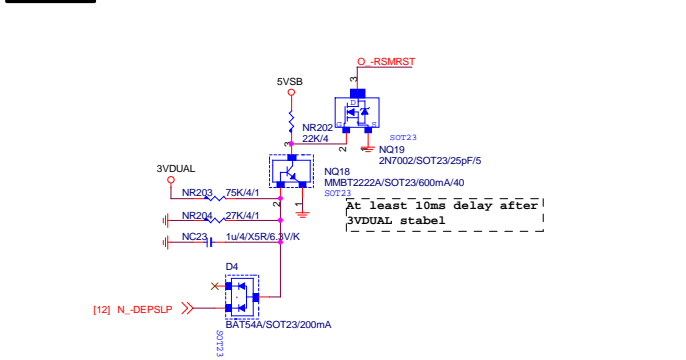 O_-RSMRST
3
5VSB
D
G
S
NR202
22K/4
3
2
1
SOT23
NQ19
2N7002/SOT23/25pF/5
3VDUAL
NQ18
MMBT2222A/SOT23/600mA/40
SOT23
NR203
75K/4/1
2
1
At least 10ms delay after
3VDUAL stabel
NR204
27K/4/1
NC23
1u/4/X5R/6.3V/K
D4
[12]
N_-DEPSLP
BAT54A/SOT23/200mA
SOT23